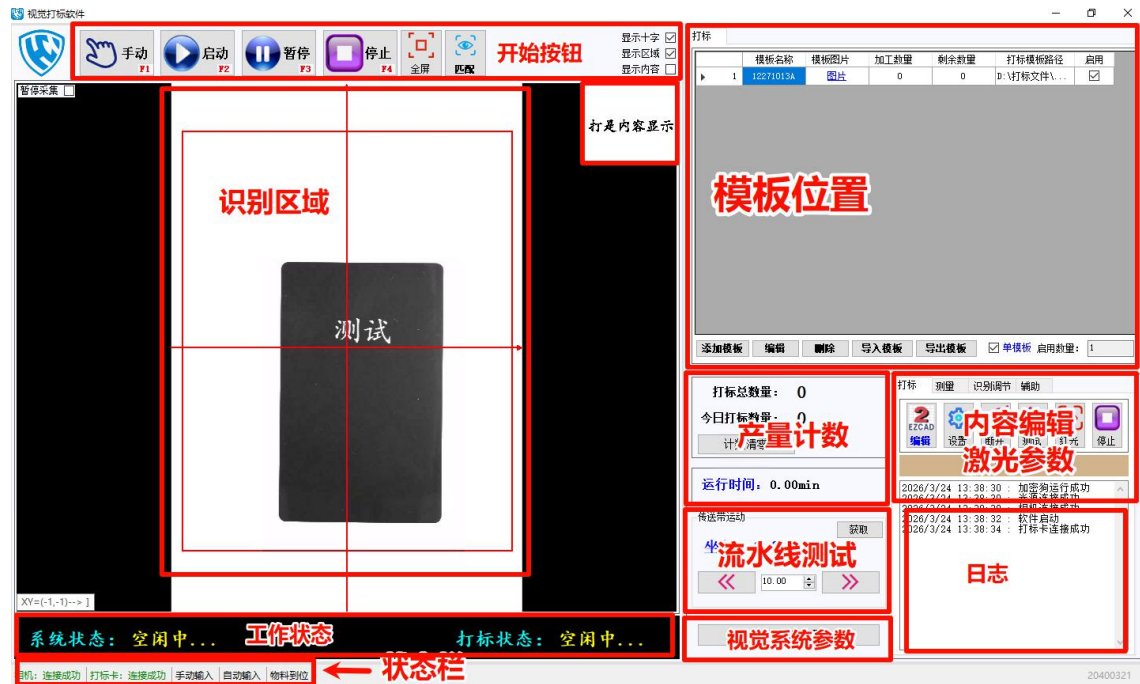 视觉打标软件
手动 F1
启动 F2
暂停 F3
停止 F4
全屏
匹配
开始按钮
显示十字
显示区域
显示内容
暂停采集
打是内容显示
识别区域
测试
XY=(-1,-1)--> ]
系统状态: 空闲中...
工作状态
打标状态: 空闲中...
相机: 连接成功 打标卡: 连接成功 手动输入 自动输入 物料到位
状态栏
20400321
打标
模板名称 模板图片 加工数量 剩余数量 打标模板路径 启用
1 12271013A 图片 0 0 D:\打标文件\...
模板位置
添加模板 编辑 删除 导入模板 导出模板 单模板 启用数量: 1
打标总数量: 0
今日打标数量: 0
产量计数
运行时间: 0.00min
传送带运动
获取
流水线测试
10.00
视觉系统参数
打标 测量 识别调节 辅助
2
EZCAD
编辑
设置
停止
内容编辑
激光参数
2026/3/24 13:38:30 : 加密狗运行成功
2026/3/24 13:38:32 : 软件启动
2026/3/24 13:38:34 : 打标卡连接成功
日志